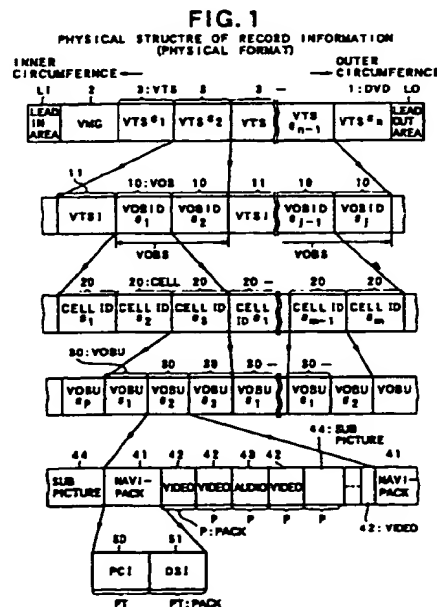 FIG. 1
PHYSICAL STRUCTRE OF RECORD INFORMATION
(PHYSICAL FORMAT)
INNER CIRCUMFERNCE
OUTER CIRCUMFERNCE
LI 2 3:VTS 3 3 - 1:DVD LO
LEAD IN AREA VMG VTS #1 VTS #2 VTS VTS #n-1 VTS #n LEAD OUT AREA
11 10:VOB 10 11 10 10
VTSI VOBID #1 VOBID #2 VTSI VOBID #j-1 VOBID #j
VOBS VOBS
20 20:CELL 20 20- 20 20
CELL ID #1 CELL ID #2 CELL ID #3 CELL ID #1 CELL ID #m-1 CELL ID #m
30:VOBU 30 30 30- 30-
VOBU #P VOBU #1 VOBU #2 VOBU #3 VOBU #1 VOBU #1 VOBU #2 VOBU
44:SUB PICTURE
44 41 42 42 43 42 41
SUB PICTURE NAVI-PACK VIDEO VIDEO AUDIO VIDEO NAVI-PACK
P P P P
P:PACK
42:VIDEO
50 51
PCI DSI
PT PT:PACK